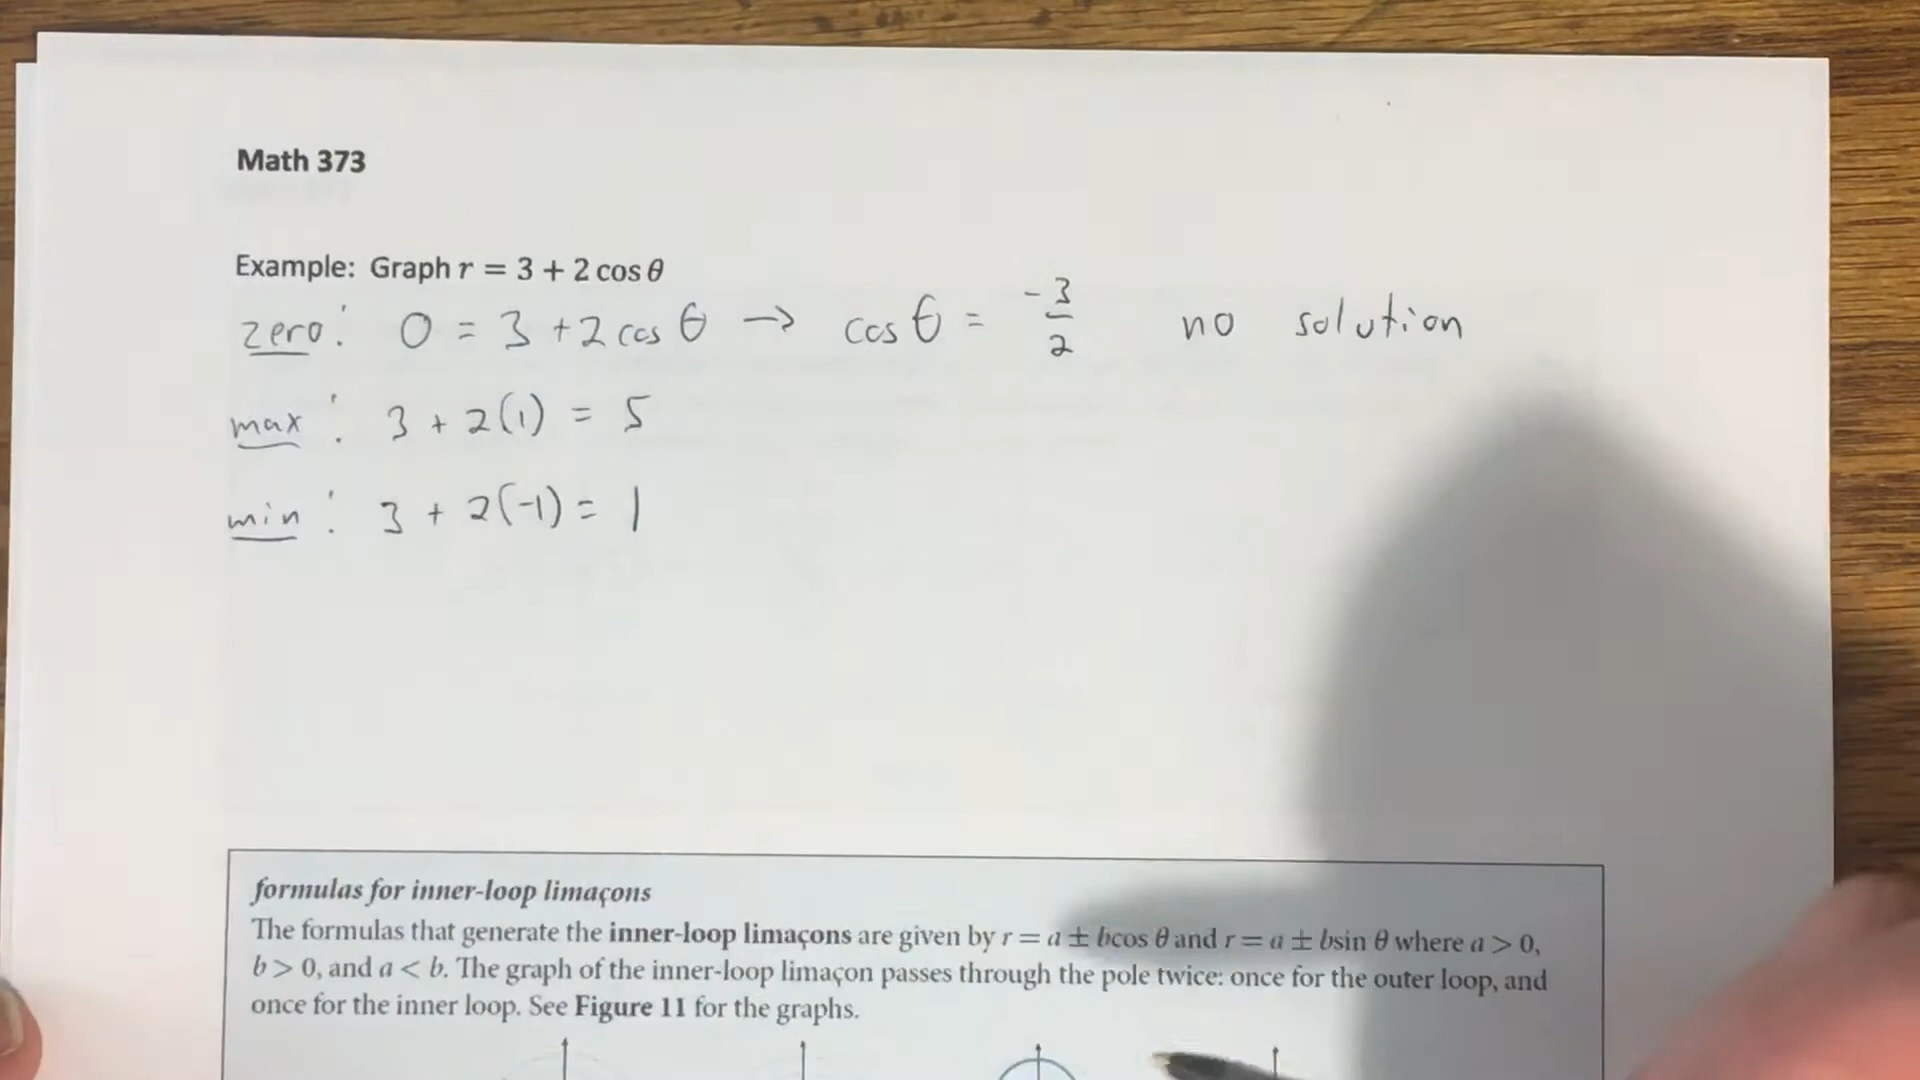 Math 373
Example: Graph r = 3 + 2 cos θ
zero: 0 = 3 + 2 cos θ → cos θ = -3/2 no solution
max: 3 + 2(1) = 5
min: 3 + 2(-1) = 1
formulas for inner-loop limaçons
The formulas that generate the inner-loop limaçons are given by r = a ± bcos θ and r = a ± bsin θ where a > 0,
b > 0, and a < b. The graph of the inner-loop limaçon passes through the pole twice: once for the outer loop, and
once for the inner loop. See Figure 11 for the graphs.